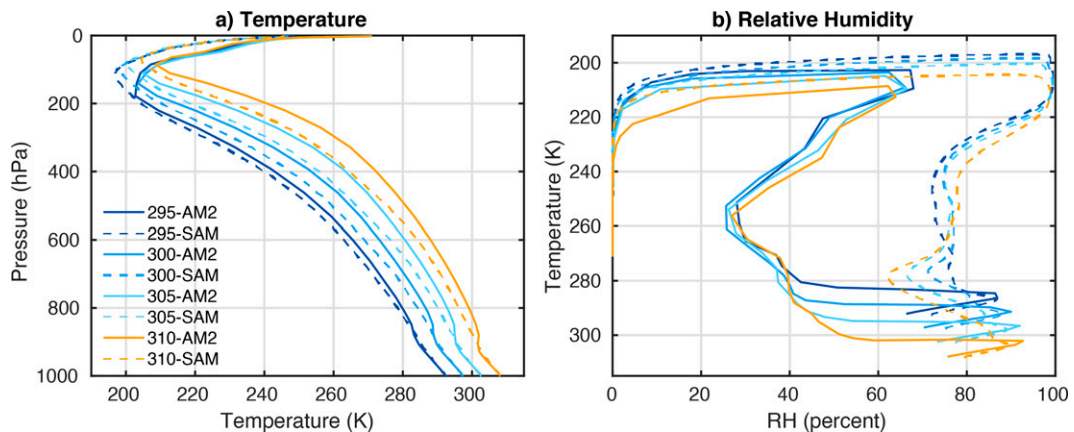 a) Temperature
0
200
400
600
800
1000
Pressure (hPa)
295-AM2
295-SAM
300-AM2
300-SAM
305-AM2
305-SAM
310-AM2
310-SAM
200 220 240 260 280 300
Temperature (K)
b) Relative Humidity
200
220
240
260
280
300
Temperature (K)
0 20 40 60 80 100
RH (percent)